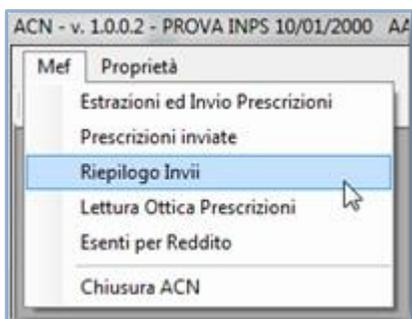 ACN - v. 1.0.0.2 - PROVA INPS 10/01/2000
Mef Proprietà
Estrazioni ed Invio Prescrizioni
Prescrizioni inviate
Riepilogo Invii
Lettura Ottica Prescrizioni
Esenti per Reddito
Chiusura ACN